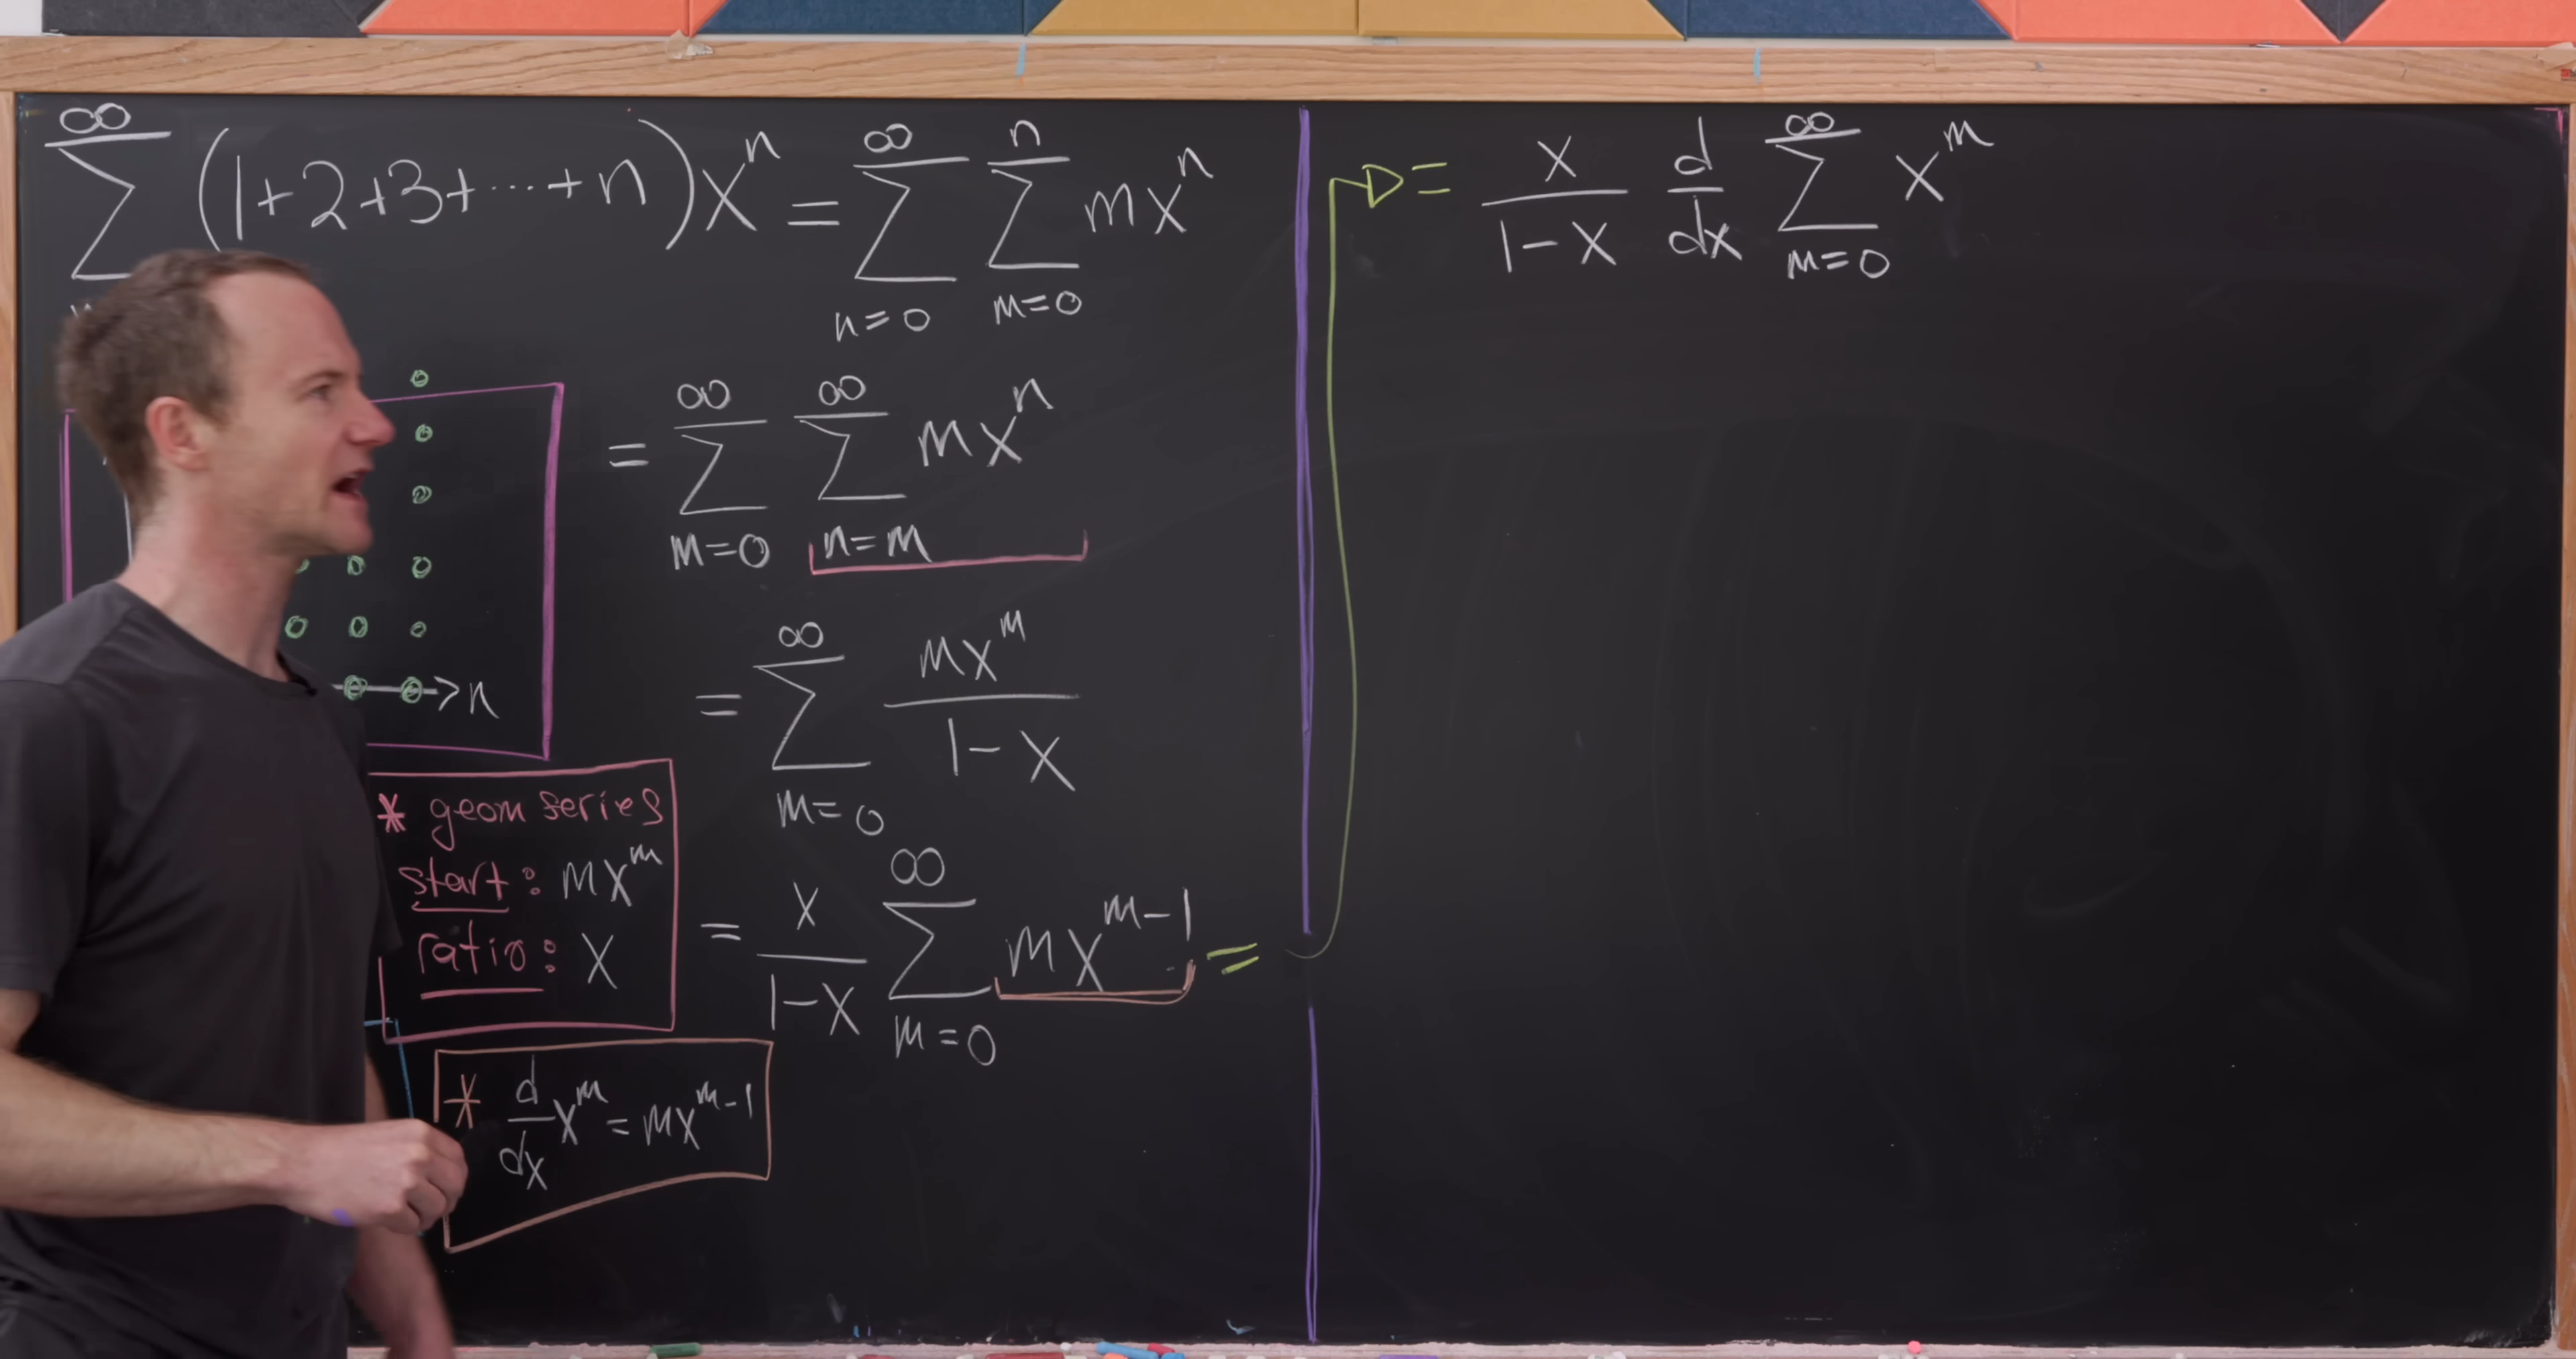 ∞ ∑ (1+2+3+⋯+n)xⁿ = ∞ ∑ n=0 n ∑ m=0 mxⁿ
= ∞ ∑ m=0 ∞ ∑ n=m mxⁿ
→n
= ∞ ∑ m=0 mx^m / 1-x
* geom series
start: mx^m
ratio: x
= x / 1-x ∞ ∑ m=0 mx^{m-1} =
* d/dx x^m = mx^{m-1}
= x / 1-x d/dx ∞ ∑ m=0 x^m